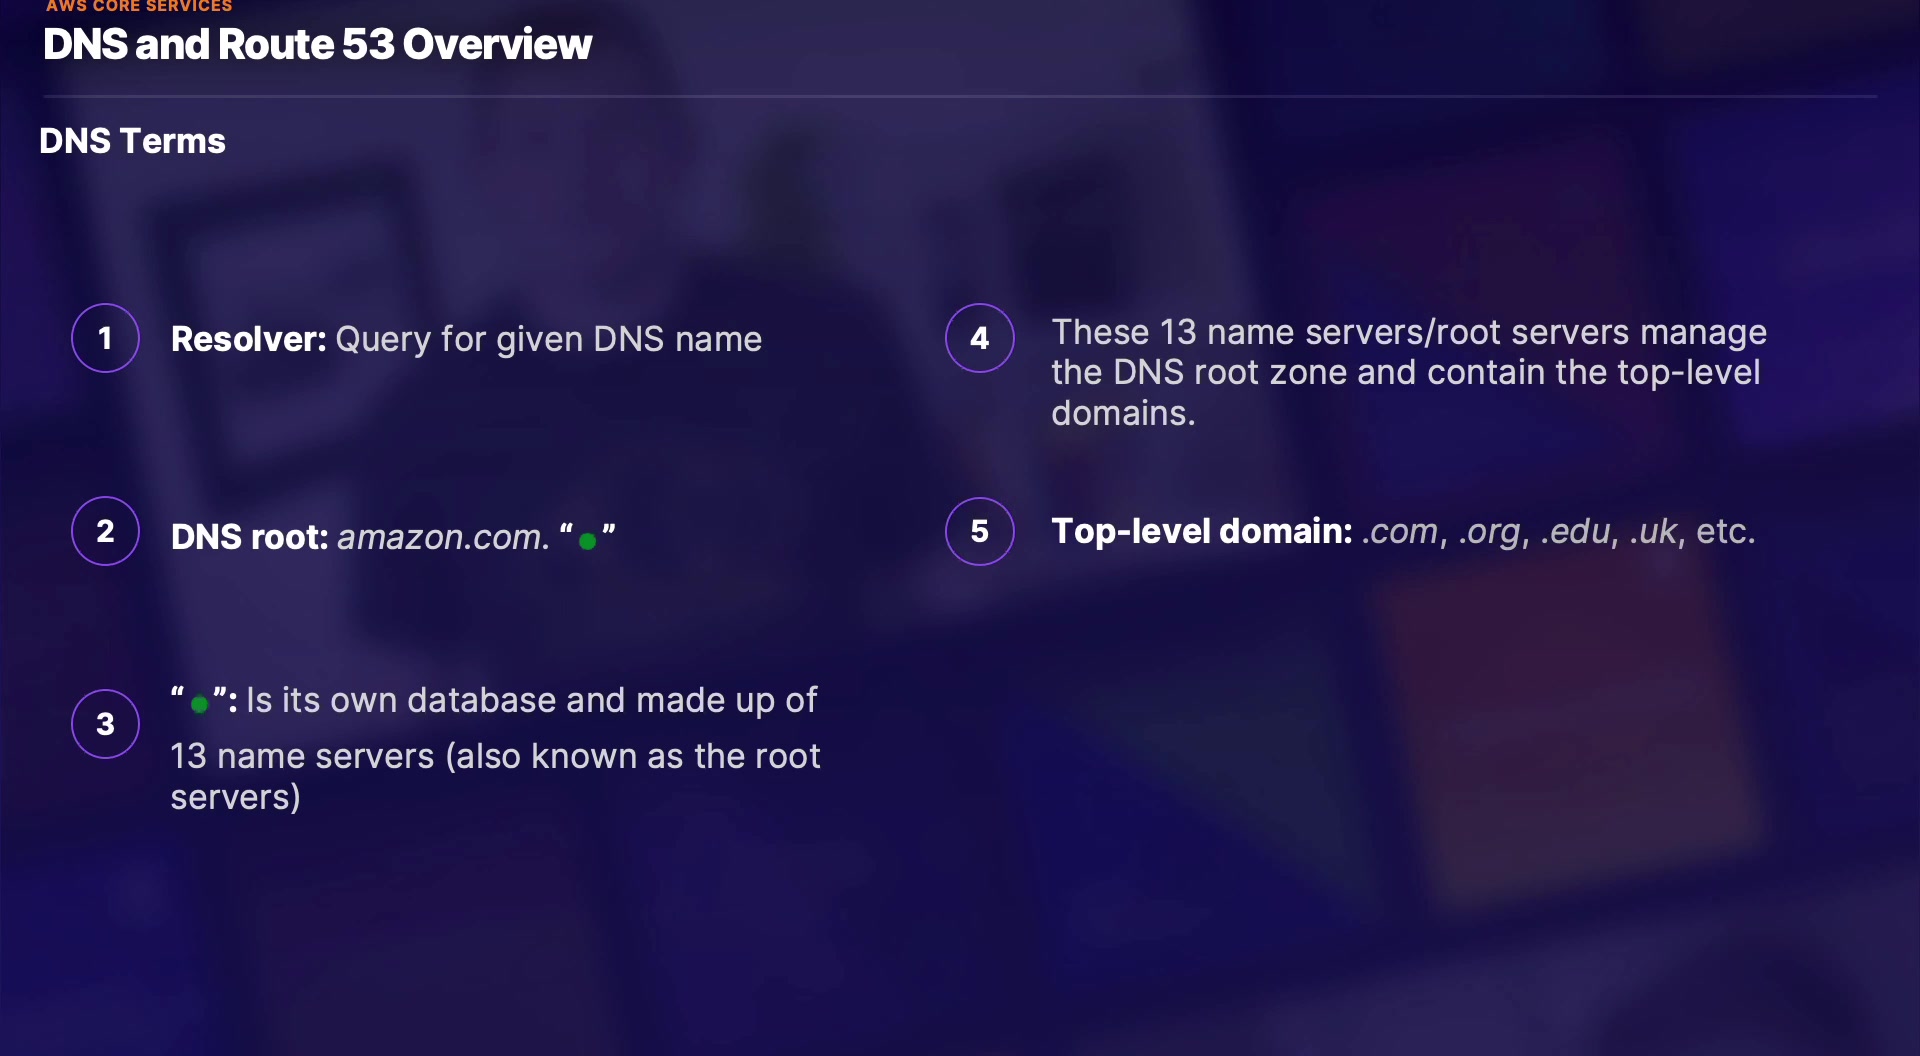 AWS CORE SERVICES
DNS and Route 53 Overview
DNS Terms
1
Resolver: Query for given DNS name
2
DNS root: amazon.com. “●”
3
“●”: Is its own database and made up of
13 name servers (also known as the root
servers)
4
These 13 name servers/root servers manage
the DNS root zone and contain the top-level
domains.
5
Top-level domain: .com, .org, .edu, .uk, etc.